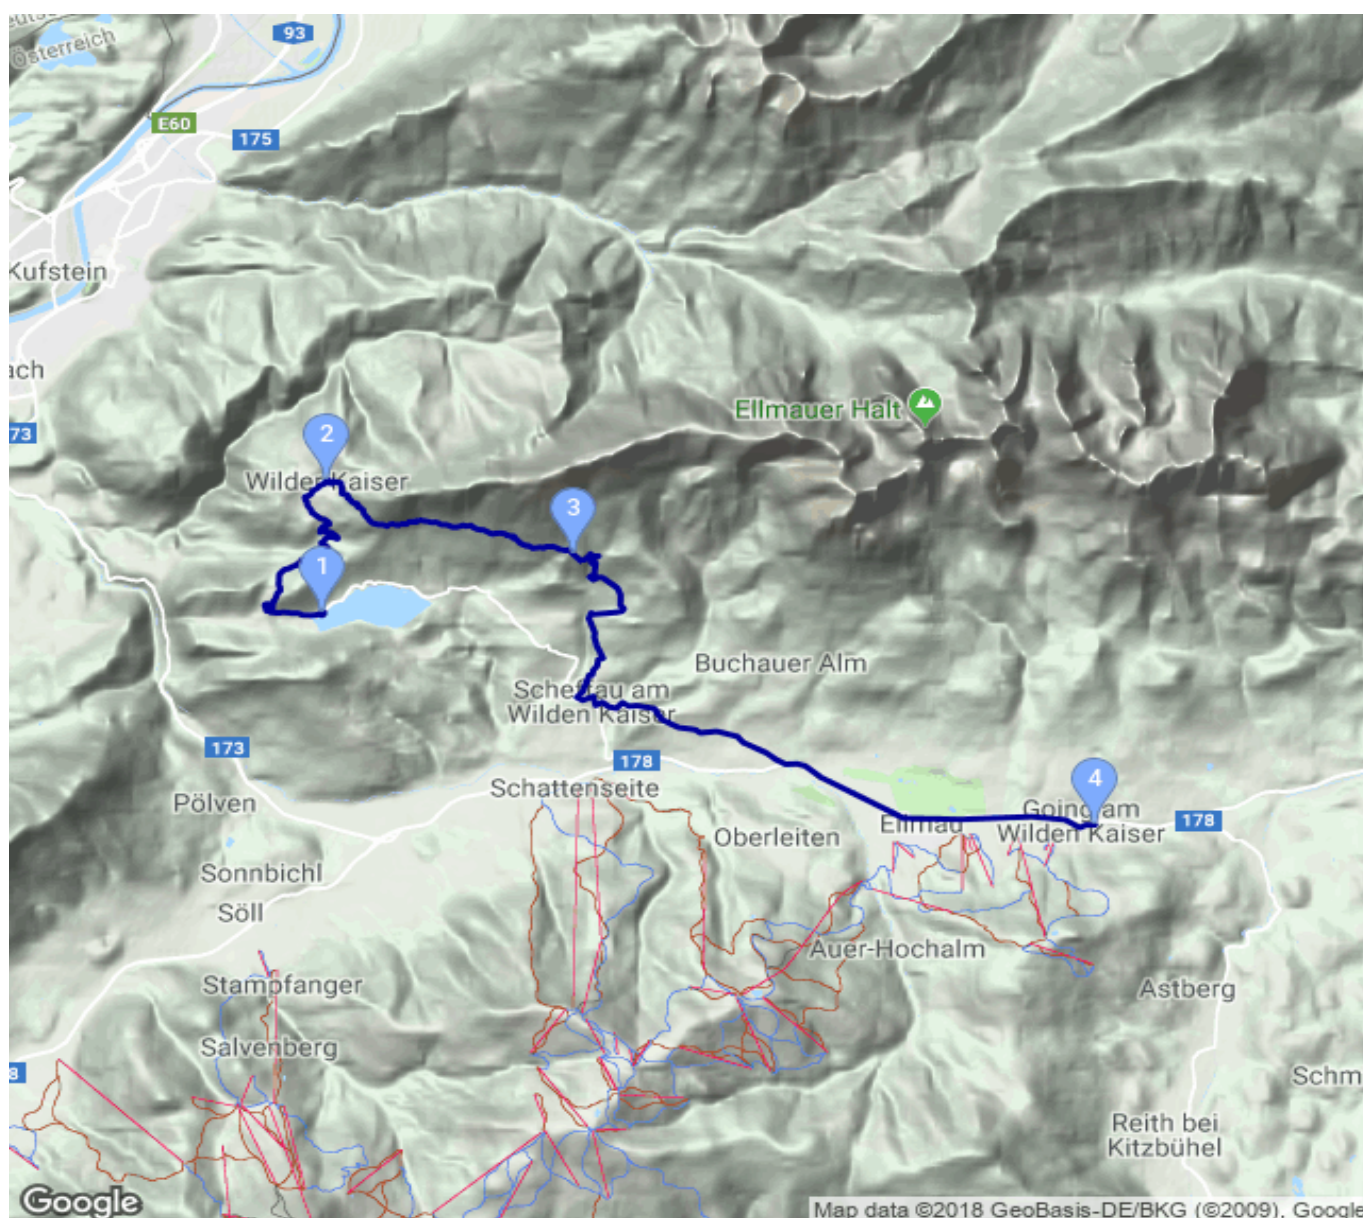 93
Österreich
E60
175
Kufstein
ach
Ellmauer Halt
73
2
Wilder Kaiser
3
1
Buchauer Alm
Scheffau am
Wilden Kaiser
173
178
4
Schattenseite
Pölven
Going am
Wilden Kaiser
178
Ellmau
Oberleiten
Sonnbichl
Söll
Auer-Hochalm
Stampfanger
Astberg
Salvenberg
8
Schm
Reith bei
Kitzbühel
Google
Map data ©2018 GeoBasis-DE/BKG (©2009), Google